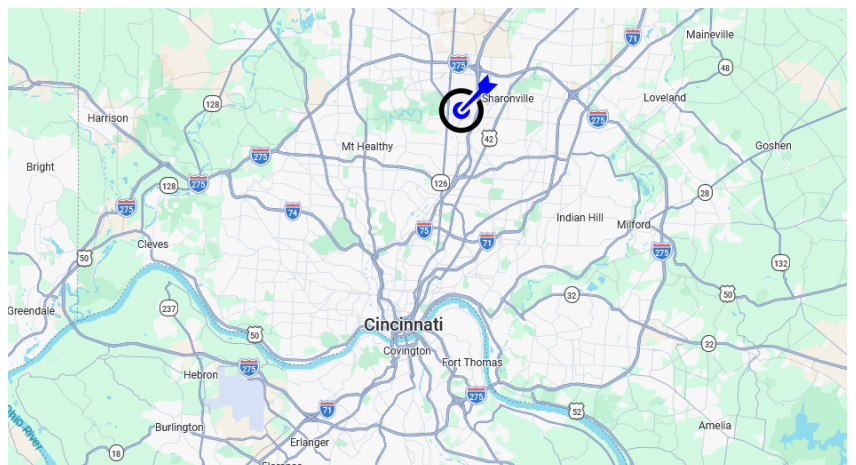 71
Maineville
275
48
Sharonville
Loveland
128
Harrison
275
42
Mt Healthy
Goshen
275
Bright
126
128
275
28
275
74
Indian Hill
Milford
75
71
Cleves
275
50
132
32
50
Greendale
237
Cincinnati
50
32
Covington
Fort Thomas
275
Hebron
275
71
52
Ohio River
Burlington
Amelia
Erlanger
18
Florence